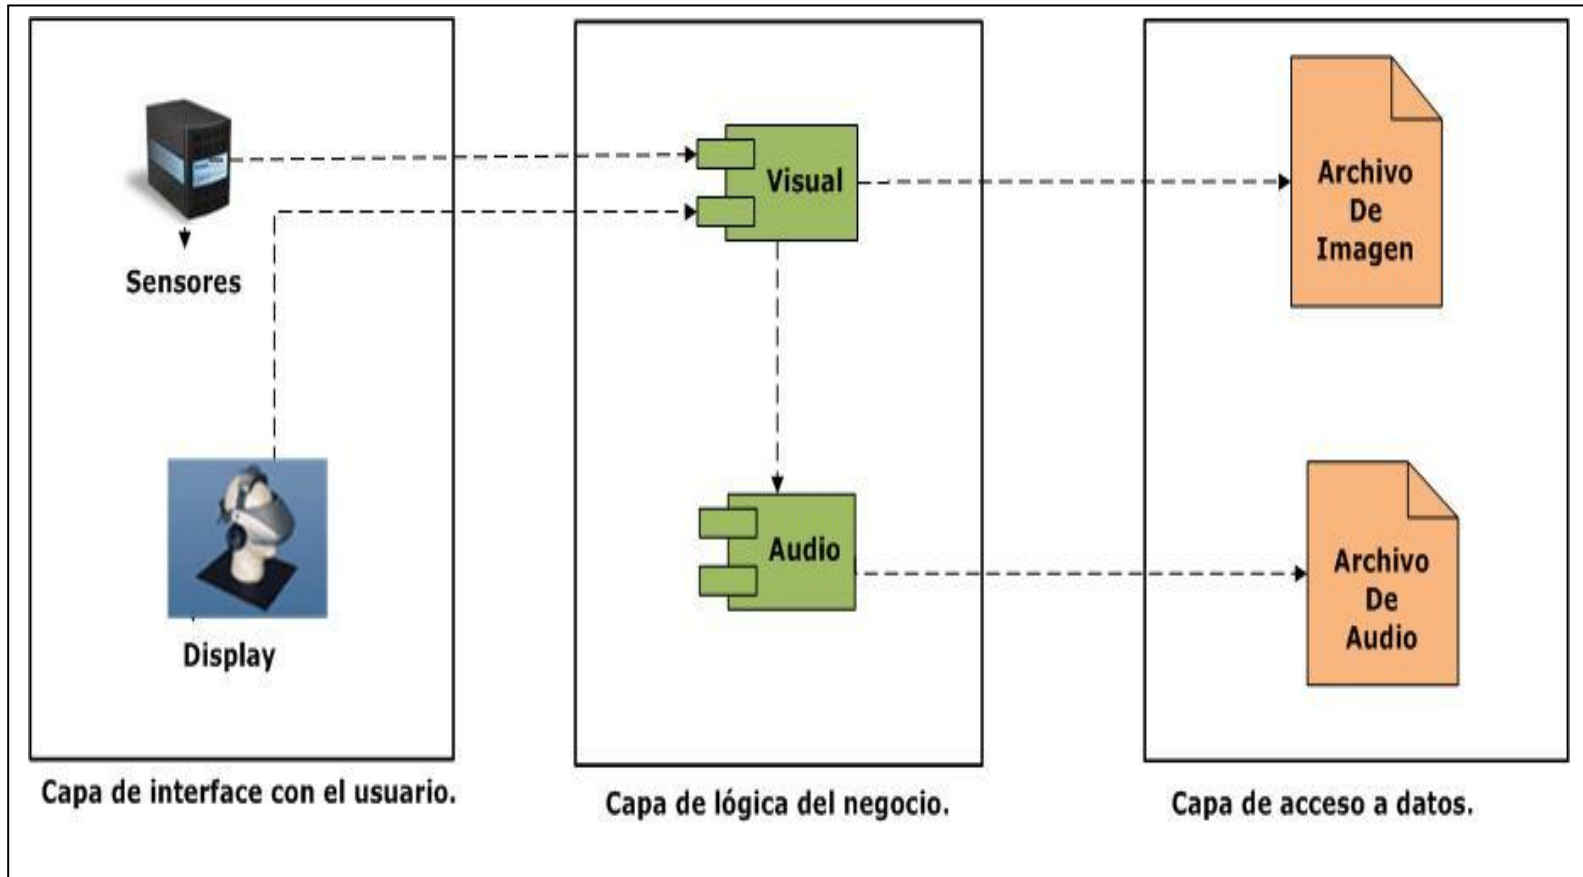 Sensores
Display
Capa de interface con el usuario.
Visual
Audio
Capa de lógica del negocio.
Archivo
De
Imagen
Archivo
De
Audio
Capa de acceso a datos.